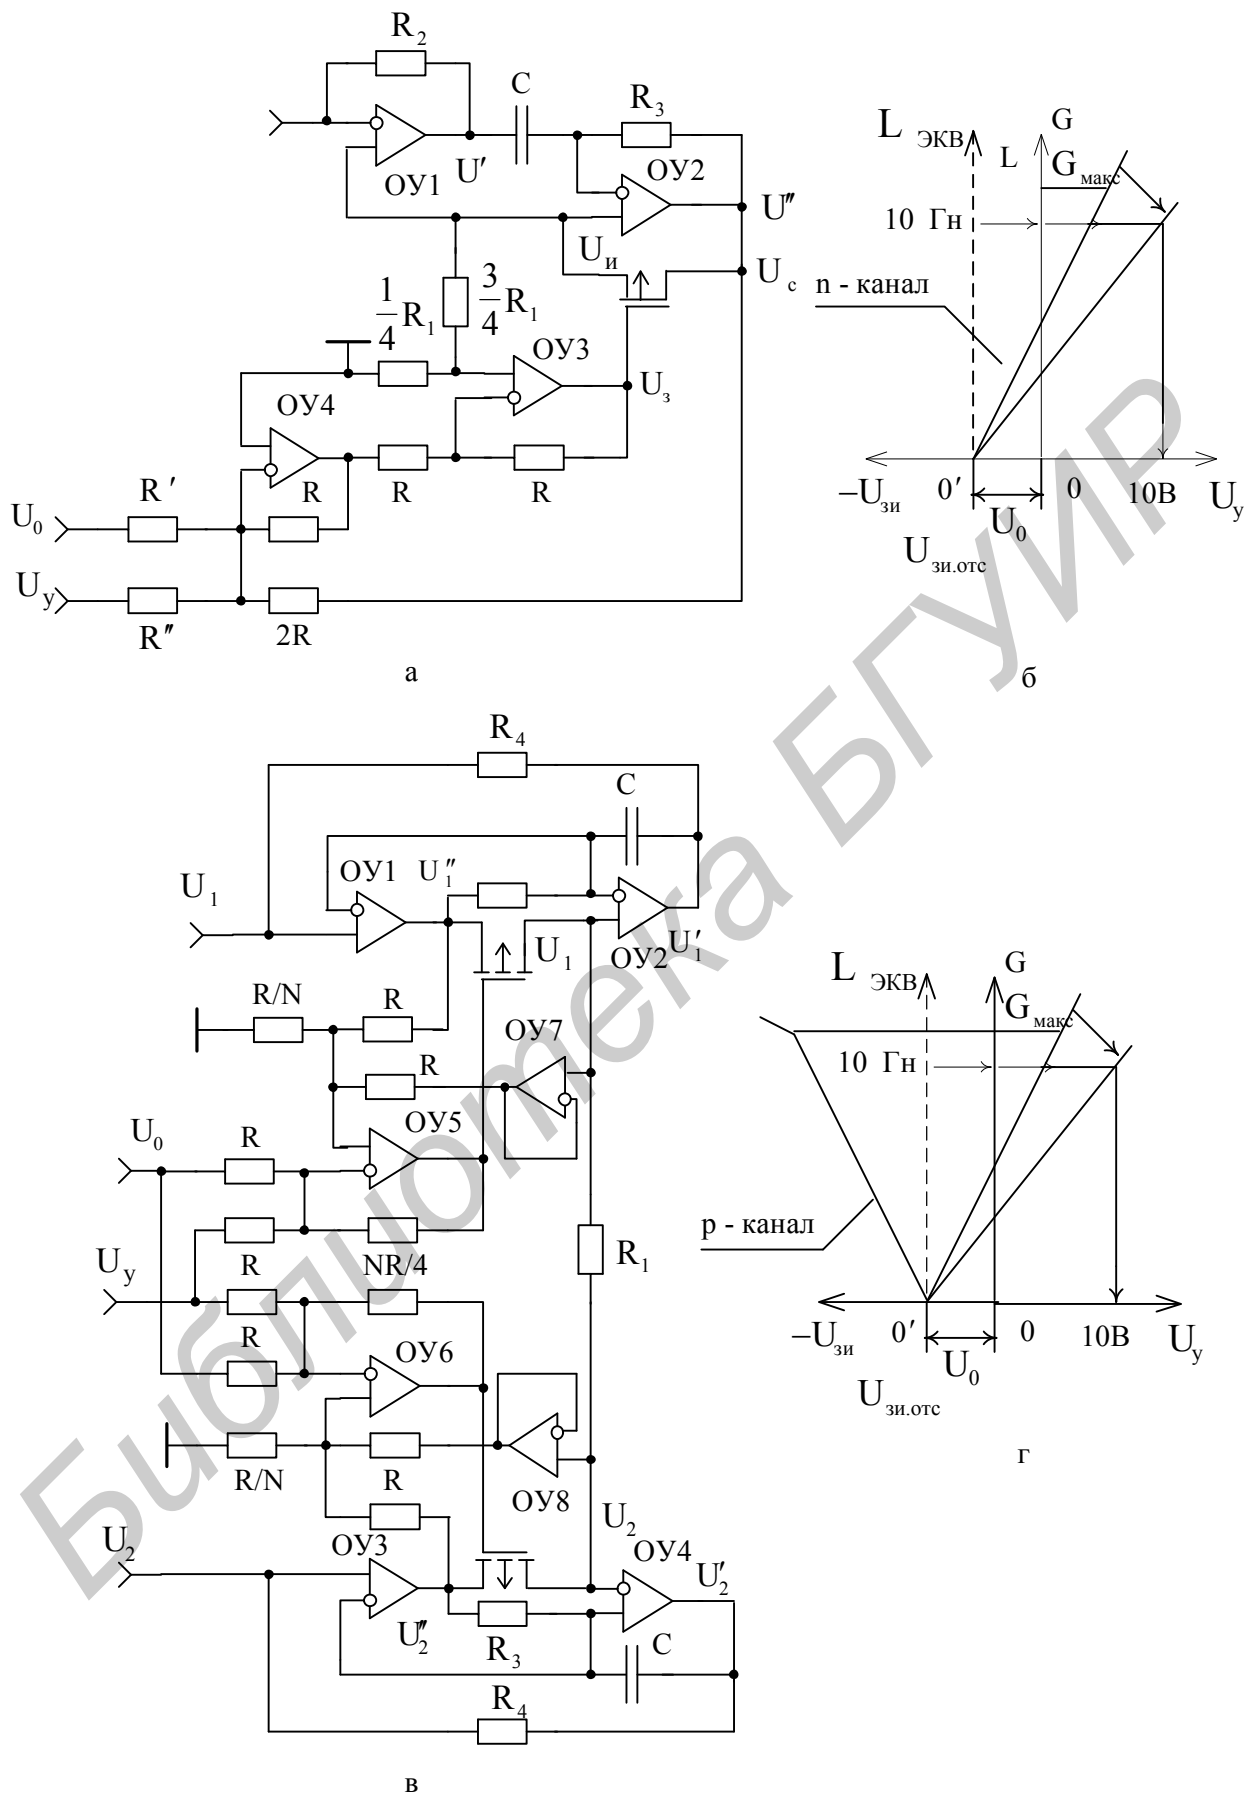 R₂
C
R₃
ОУ1
U′
ОУ2
U″
Uи
Uс
1/4 R₁
3/4 R₁
ОУ3
Uз
ОУ4
R
R
R
R′
U₀
Uу
R″
2R
а
L ЭКВ
L
G
Gмакс
10 Гн
n - канал
−Uзи
0′
0
10В
Uу
U₀
Uзи.отс
б
R₄
C
ОУ1
U₁″
U₁
U₁
ОУ2
U₁′
R/N
R
ОУ7
R
ОУ5
U₀
R
R
NR/4
R₁
Uу
R
ОУ6
R
R/N
R
ОУ8
U₂
ОУ3
U₂
ОУ4
U₂′
U₂″
R₃
C
R₄
в
L ЭКВ
G
Gмакс
10 Гн
р - канал
−Uзи
0′
0
10В
Uу
U₀
Uзи.отс
г
Библиотека БГУИР